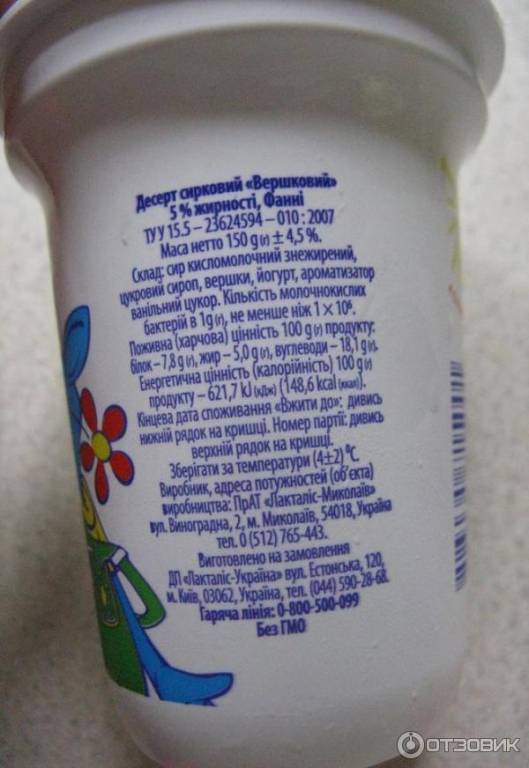 Десерт сирковий «Вершковий»
5 % жирності, Фанні
ТУ У 15.5 – 23624594 – 010 : 2007
Маса нетто 150 g (г) ± 4,5 %.
Склад: сир кисломолочний знежирений,
цукровий сироп, вершки, йогурт, ароматизатор
ванільний цукор. Кількість молочнокислих
бактерій в 1g (г), не менше ніж 1 × 10⁶.
Поживна (харчова) цінність 100 g (г) продукту:
білок – 7,8 g (г), жир – 5,0 g (г), вуглеводи – 18,1 g (г).
Енергетична цінність (калорійність) 100 g (г)
продукту – 621,7 kJ (кДж) (148,6 kcal (ккал)).
Кінцева дата споживання «Вжити до»: дивись
нижній рядок на кришці. Номер партії: дивись
верхній рядок на кришці.
Зберігати за температури (4±2) °С.
Виробник, адреса потужностей (об'єкта)
виробництва: ПрАТ «Лакталіс-Миколаїв»
вул. Виноградна, 2, м. Миколаїв, 54018, Україна
тел. 0 (512) 765-443.
Виготовлено на замовлення
ДП «Лакталіс-Україна» вул. Естонська, 120,
м. Київ, 03062, Україна, тел. (044) 590-28-68.
Гаряча лінія: 0-800-500-099
Без ГМО
ОТЗОВИК